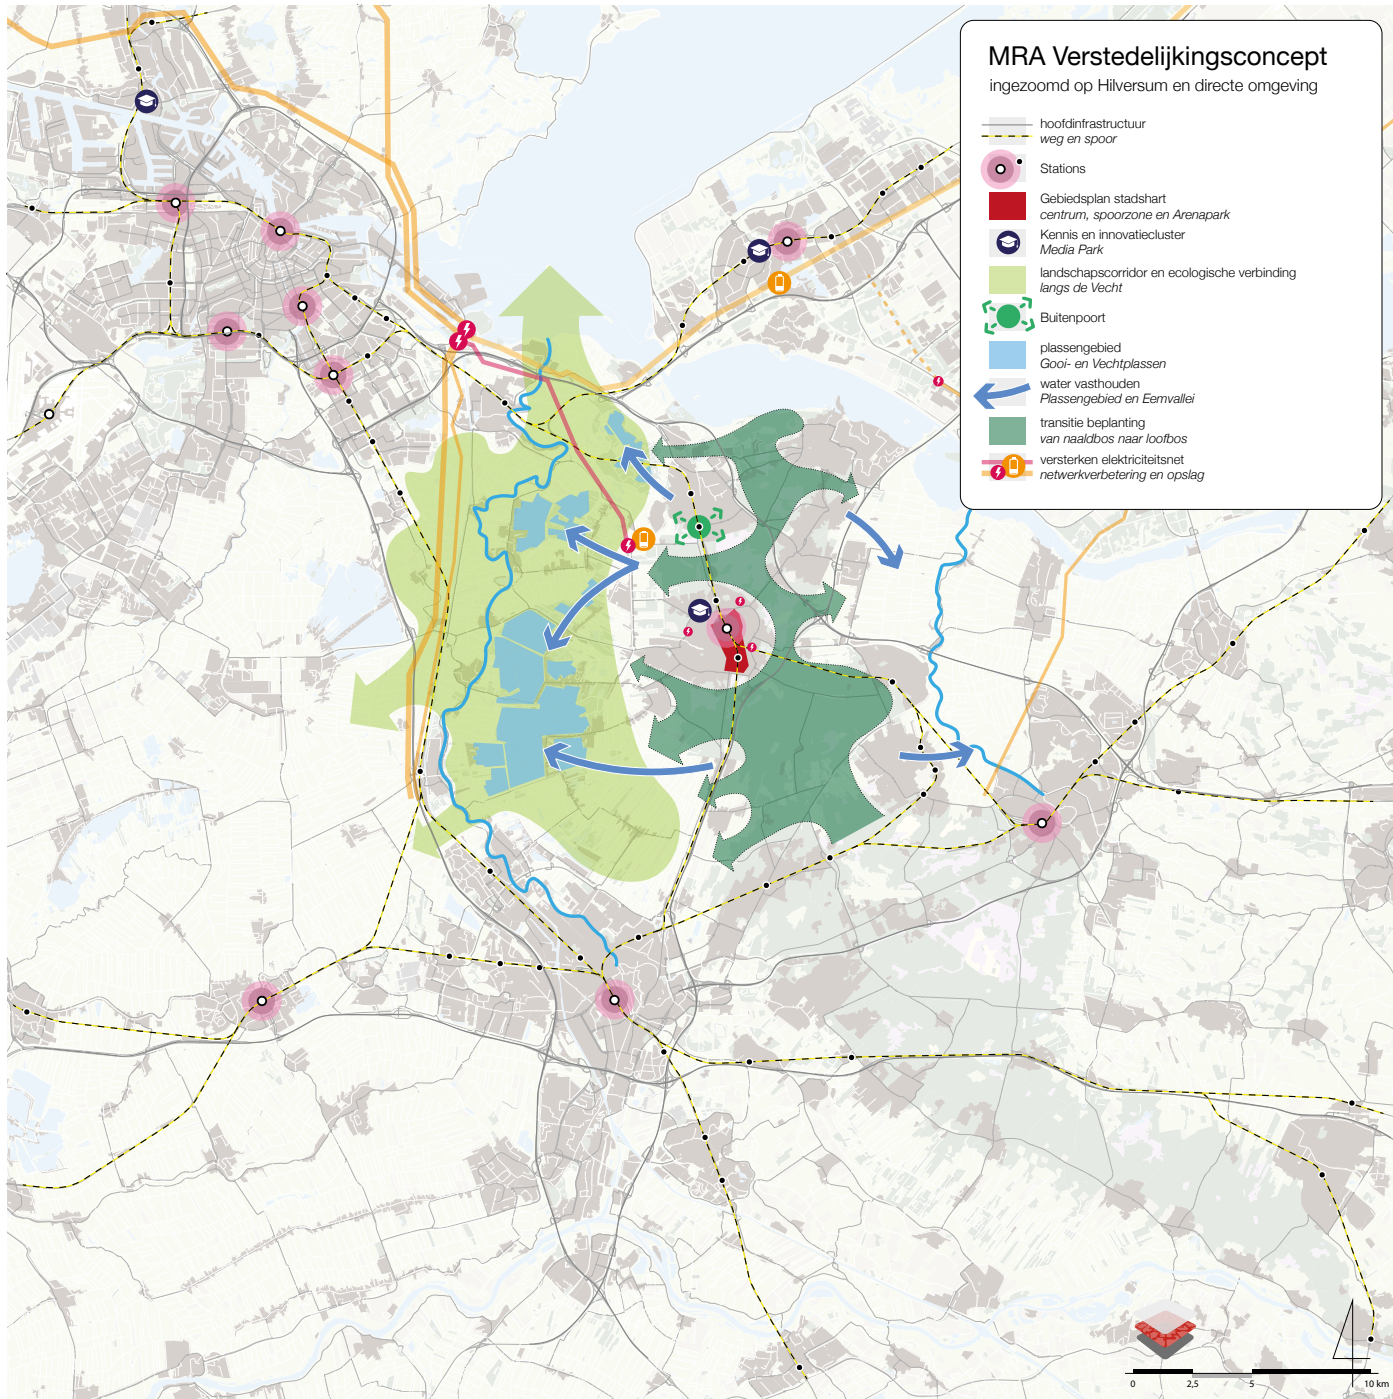 MRA Verstedelijkingsconcept
ingezoomd op Hilversum en directe omgeving
hoofdinfrastructuur
weg en spoor
Stations
Gebiedsplan stadshart
centrum, spoorzone en Arenapark
Kennis en innovatiecluster
Media Park
landschapscorridor en ecologische verbinding
langs de Vecht
Buitenpoort
plassengebied
Gooi- en Vechtplassen
water vasthouden
Plassengebied en Eemvallei
transitie beplanting
van naaldbos naar loofbos
versterken elektriciteitsnet
netwerkverbetering en opslag
0 2,5 5 10 km